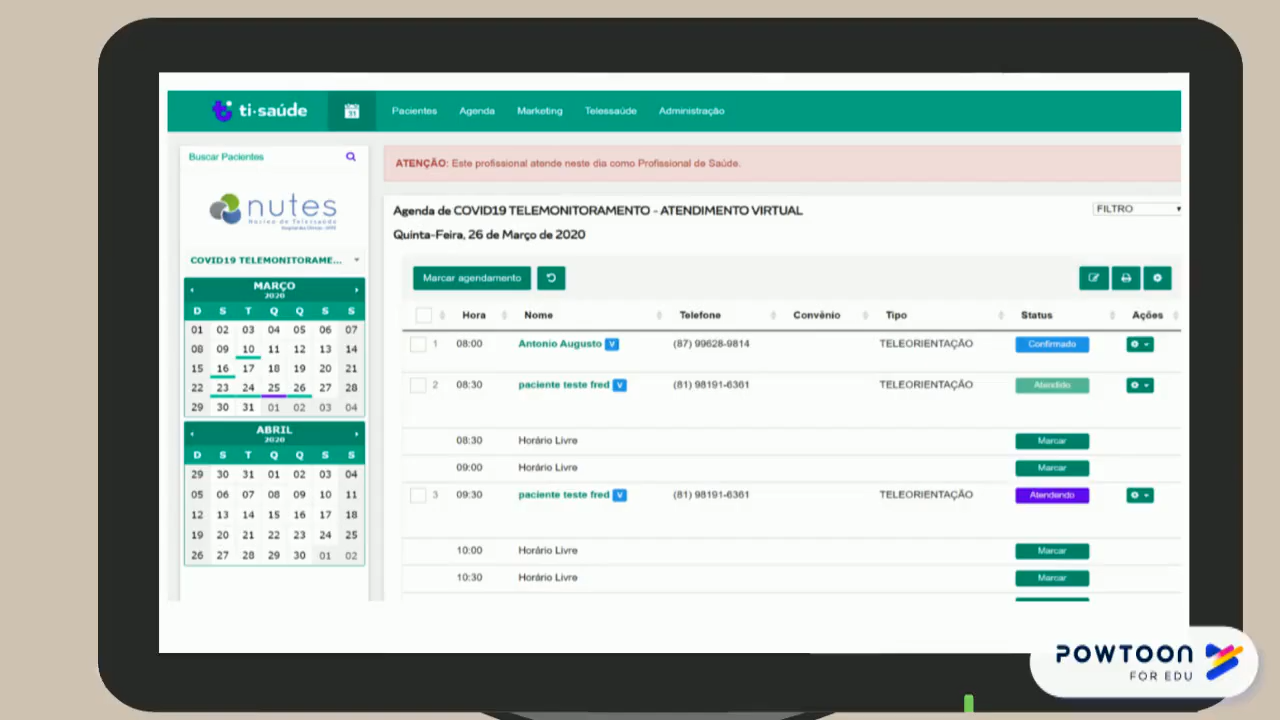 ti·saúde
Pacientes Agenda Marketing Telessaúde Administração
Buscar Pacientes
nutes
Núcleo de Telessaúde
COVID19 TELEMONITORAME...
MARÇO
2020
D S T Q Q S S
01 02 03 04 05 06 07
08 09 10 11 12 13 14
15 16 17 18 19 20 21
22 23 24 25 26 27 28
29 30 31 01 02 03 04
ABRIL
2020
D S T Q Q S S
29 30 31 01 02 03 04
05 06 07 08 09 10 11
12 13 14 15 16 17 18
19 20 21 22 23 24 25
26 27 28 29 30 01 02
ATENÇÃO: Este profissional atende neste dia como Profissional de Saúde.
Agenda de COVID19 TELEMONITORAMENTO - ATENDIMENTO VIRTUAL
FILTRO
Quinta-Feira, 26 de Março de 2020
Marcar agendamento
Hora Nome Telefone Convênio Tipo Status Ações
1 08:00 Antonio Augusto V (87) 99628-9814 TELEORIENTAÇÃO Confirmado
2 08:30 paciente teste fred V (81) 98191-6361 TELEORIENTAÇÃO Atendido
08:30 Horário Livre Marcar
09:00 Horário Livre Marcar
3 09:30 paciente teste fred V (81) 98191-6361 TELEORIENTAÇÃO Atendendo
10:00 Horário Livre Marcar
10:30 Horário Livre Marcar
POWTOON
FOR EDU